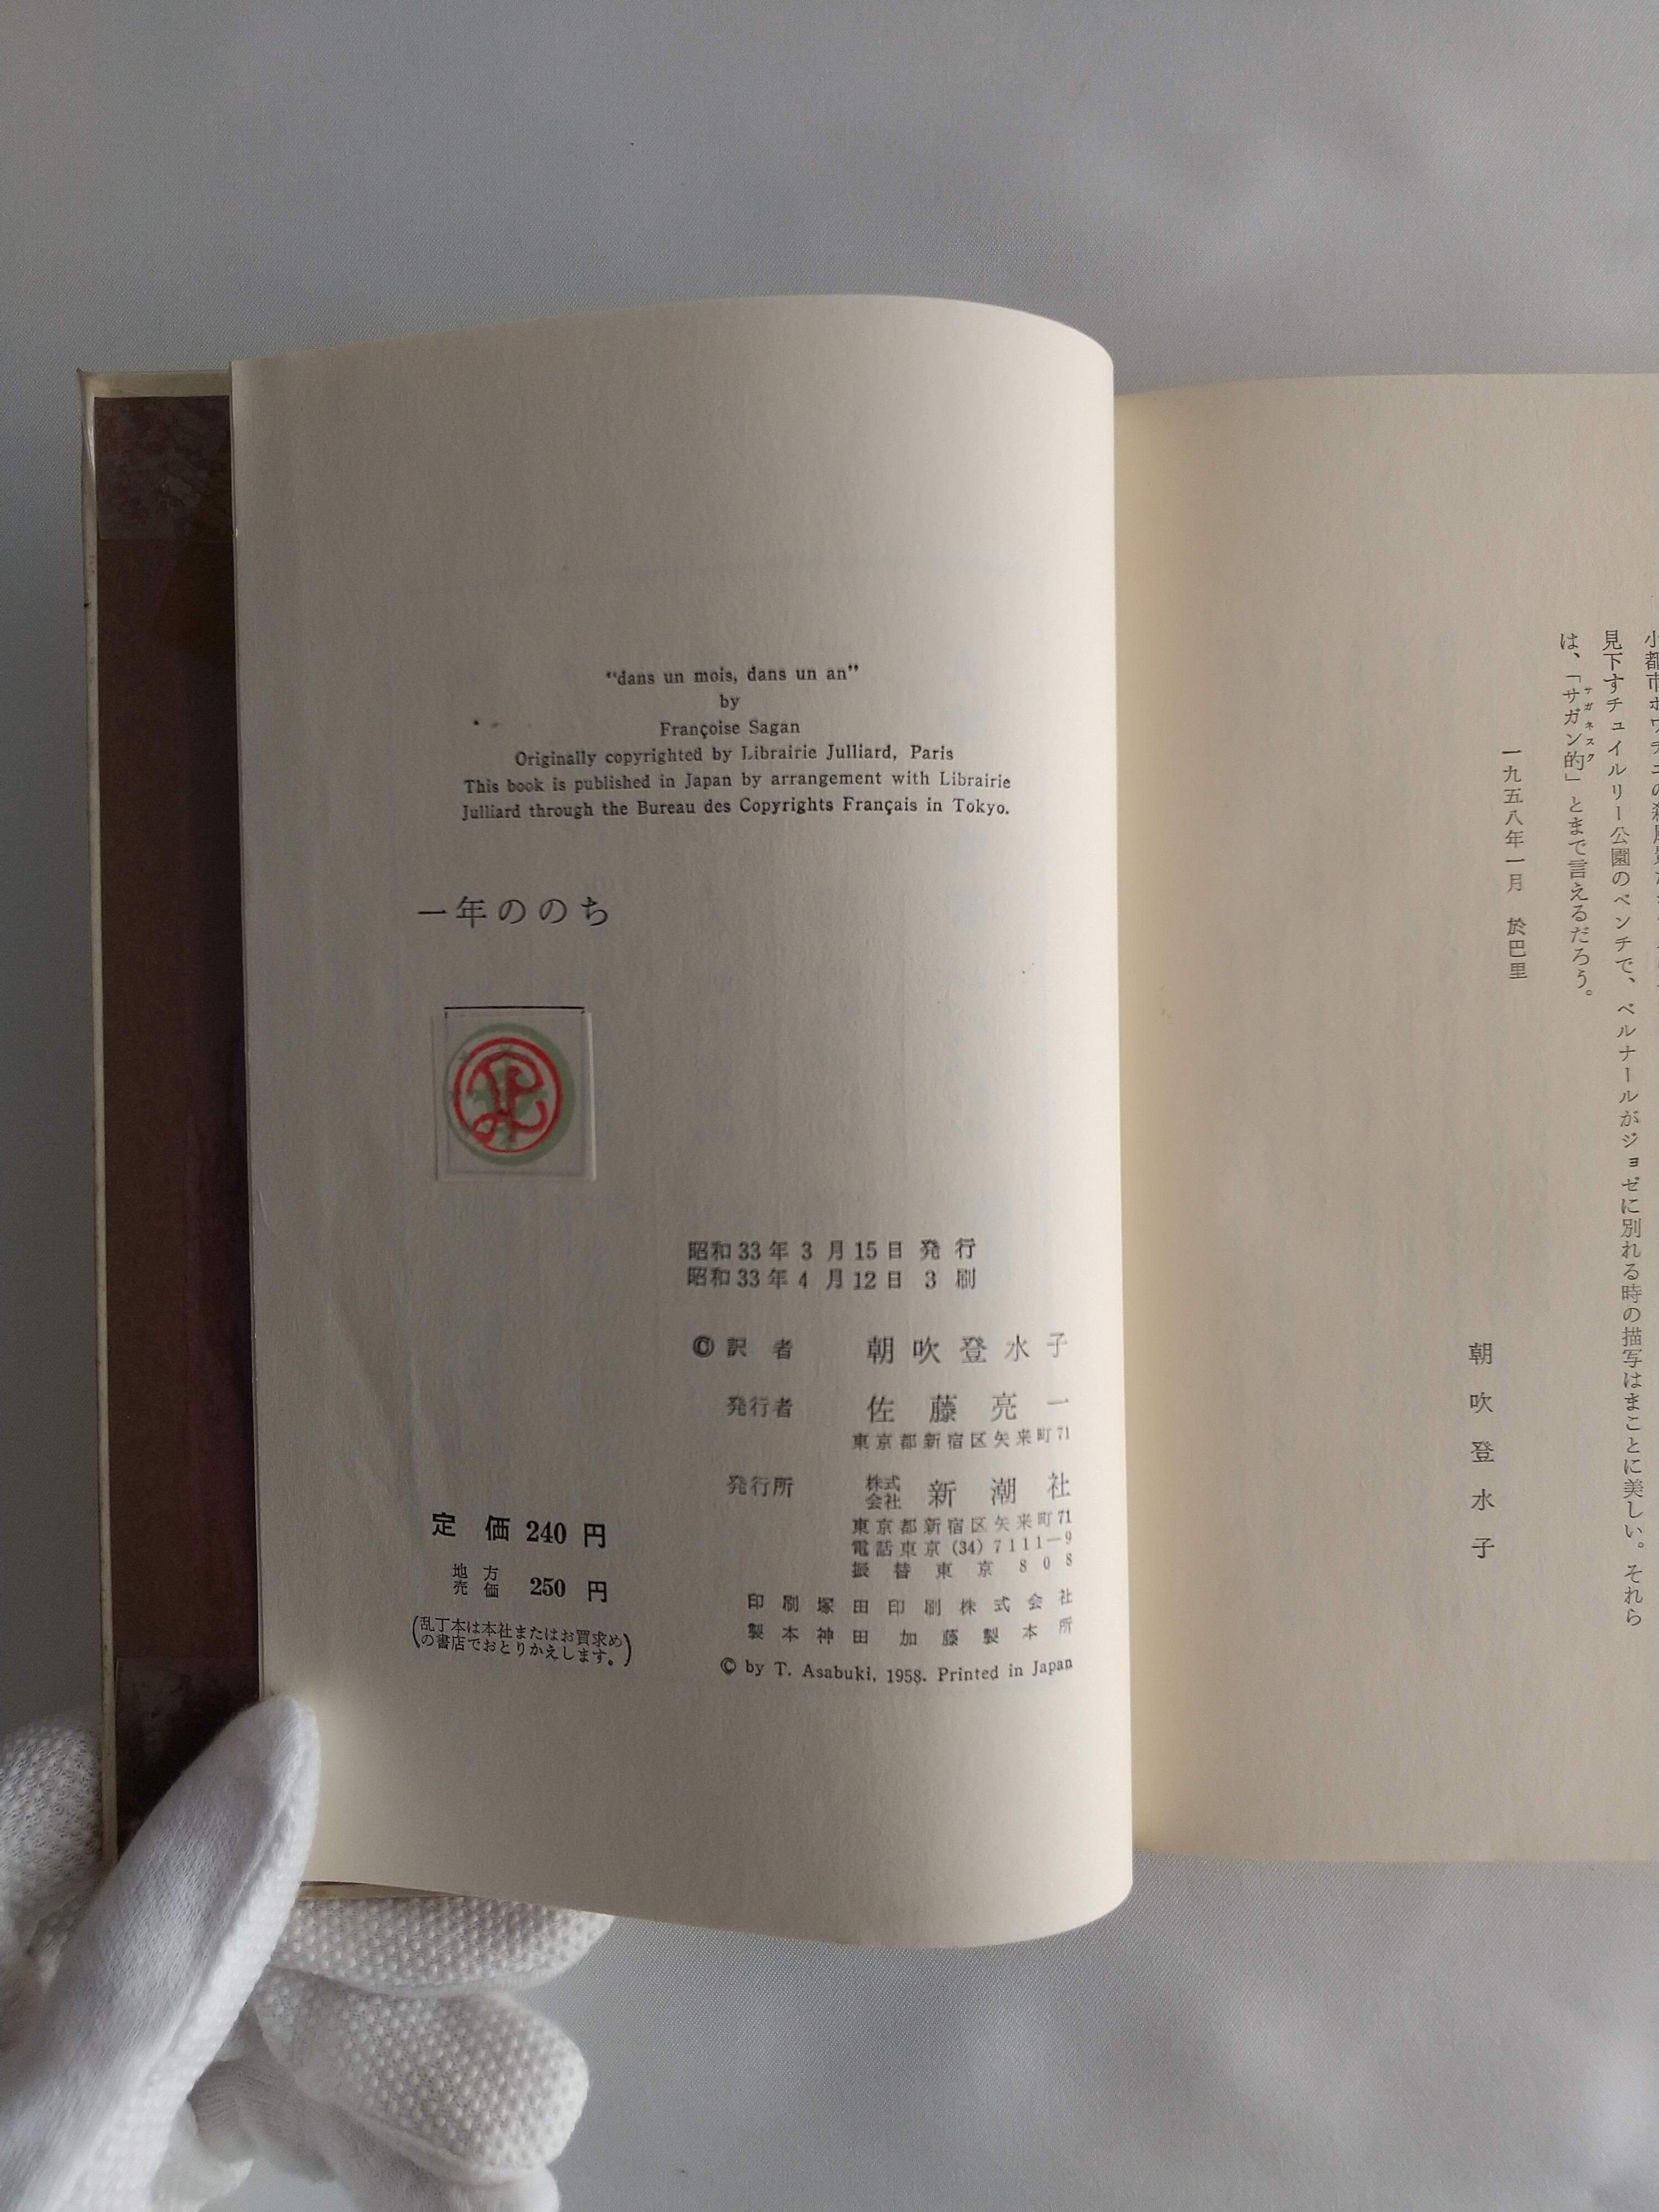 見下すチュイルリー公園のベンチで、ベルナールがジョゼに別れる時の描写はまことに美しい。それら
は、「サガン的」とまで言えるだろう。
サガネスク
一九五八年一月　於巴里
朝吹登水子
“dans un mois, dans un an”
by
Françoise Sagan
Originally copyrighted by Librairie Julliard, Paris
This book is published in Japan by arrangement with Librairie
Julliard through the Bureau des Copyrights Français in Tokyo.
一年ののち
昭和33年3月15日発行
昭和33年4月12日3刷
© 訳者　朝吹登水子
発行者　佐藤亮一
東京都新宿区矢来町71
発行所　株式会社 新潮社
東京都新宿区矢来町71
電話東京(34)7111—9
振替東京808
印刷塚田印刷株式会社
製本神田加藤製本所
© by T. Asabuki, 1958. Printed in Japan
定価240円
地方売価 250円
(乱丁本は本社またはお買求め
の書店でおとりかえします。)